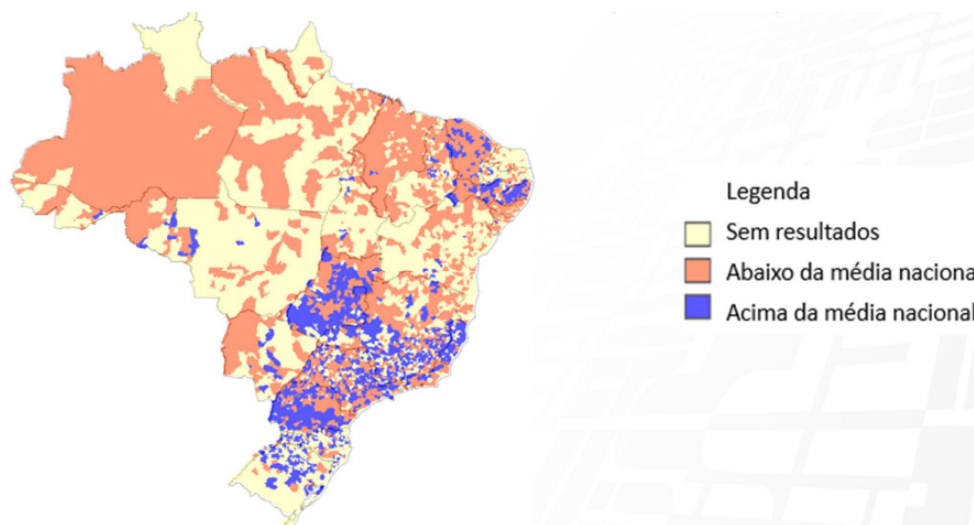 Legenda
Sem resultados
Abaixo da média naciona
Acima da média nacional